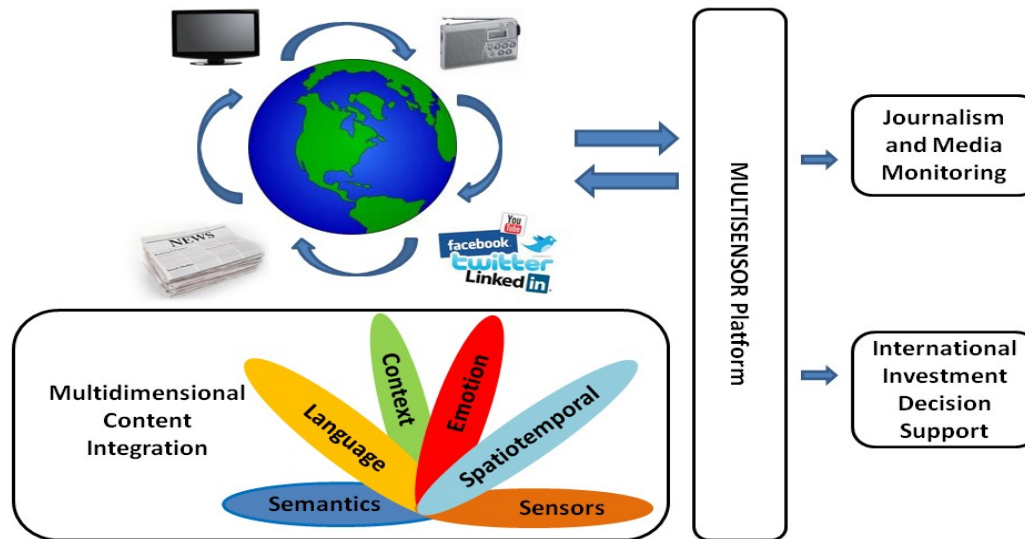 NEWS
You
Tube
facebook
twitter
Linked in
MULTISENSOR Platform
Journalism
and Media
Monitoring
International
Investment
Decision
Support
Multidimensional
Content
Integration
Semantics
Language
Context
Emotion
Spatiotemporal
Sensors